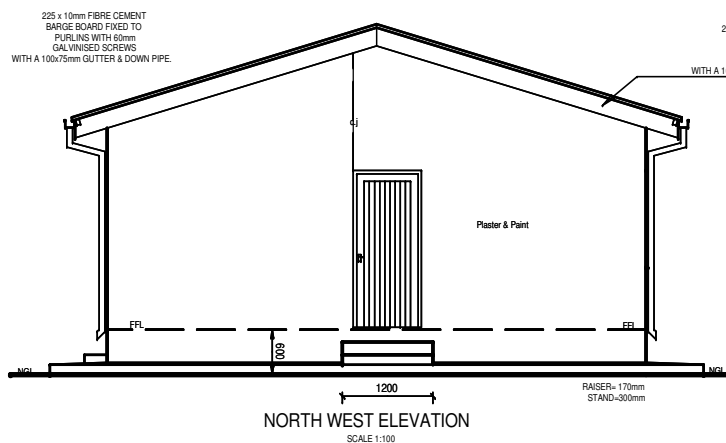 225 x 10mm FIBRE CEMENT
BARGE BOARD FIXED TO
PURLINS WITH 60mm
GALVINISED SCREWS
WITH A 100x75mm GUTTER & DOWN PIPE.
2
WITH A 1
c.j
Plaster & Paint
FFL
FFL
600
NGL
NGL
1200
RAISER= 170mm
STAND=300mm
NORTH WEST ELEVATION
SCALE 1:100